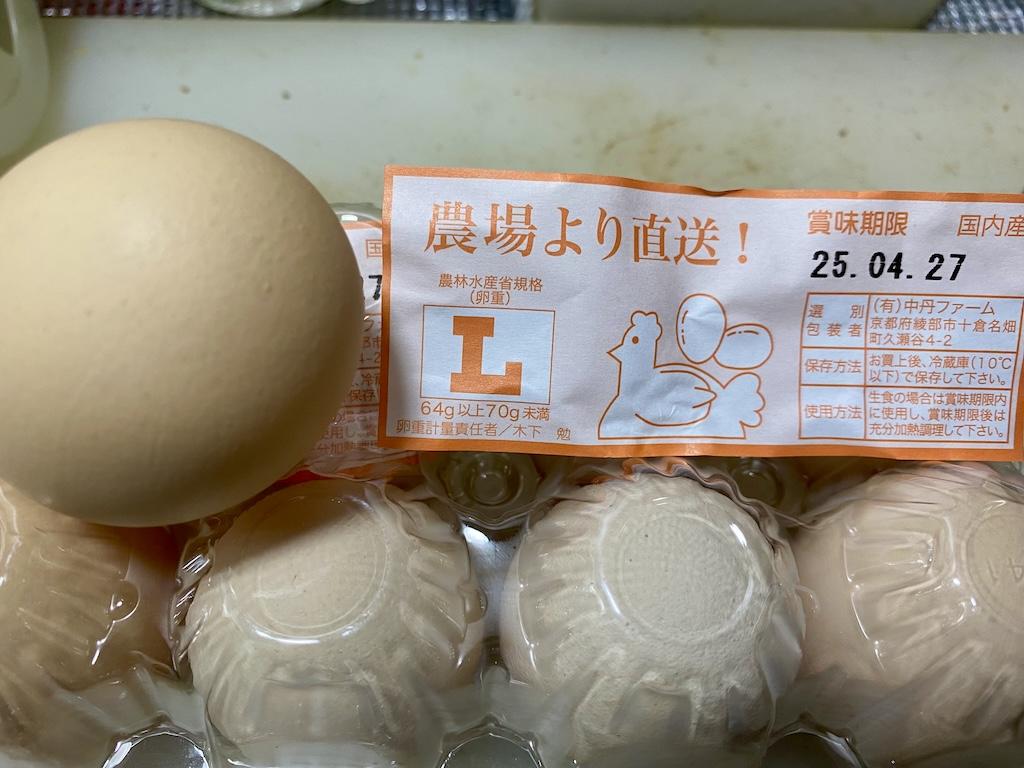 農場より直送！
農林水産省規格
（卵重）
L
64g以上70g未満
卵重計量責任者／木下　勉
賞味期限
国内産
25.04.27
選別包装者
（有）中丹ファーム
京都府綾部市十倉名畑
町久瀬谷4-2
保存方法
お買上後、冷蔵庫（10℃
以下）で保存して下さい。
使用方法
生食の場合は賞味期限内
に使用し、賞味期限後は
充分加熱調理して下さい。